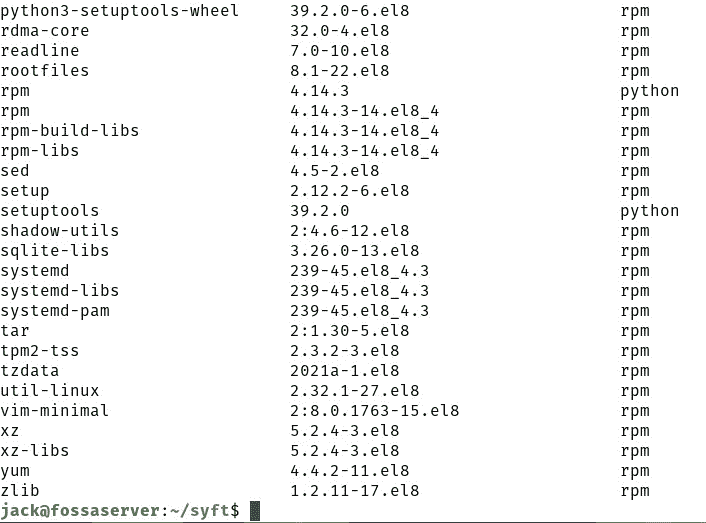 python3-setuptools-wheel 39.2.0-6.el8 rpm
rdma-core 32.0-4.el8 rpm
readline 7.0-10.el8 rpm
rootfiles 8.1-22.el8 rpm
rpm 4.14.3 python
rpm 4.14.3-14.el8_4 rpm
rpm-build-libs 4.14.3-14.el8_4 rpm
rpm-libs 4.14.3-14.el8_4 rpm
sed 4.5-2.el8 rpm
setup 2.12.2-6.el8 rpm
setuptools 39.2.0 python
shadow-utils 2:4.6-12.el8 rpm
sqlite-libs 3.26.0-13.el8 rpm
systemd 239-45.el8_4.3 rpm
systemd-libs 239-45.el8_4.3 rpm
systemd-pam 239-45.el8_4.3 rpm
tar 2:1.30-5.el8 rpm
tpm2-tss 2.3.2-3.el8 rpm
tzdata 2021a-1.el8 rpm
util-linux 2.32.1-27.el8 rpm
vim-minimal 2:8.0.1763-15.el8 rpm
xz 5.2.4-3.el8 rpm
xz-libs 5.2.4-3.el8 rpm
yum 4.4.2-11.el8 rpm
zlib 1.2.11-17.el8 rpm
jack@fossaserver:~/syft$